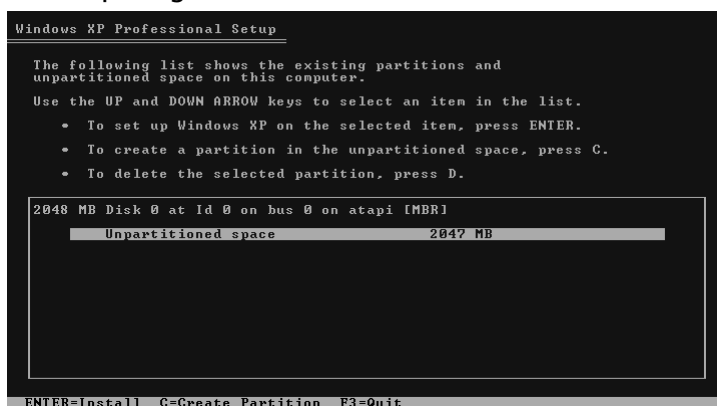 Windows XP Professional Setup
The following list shows the existing partitions and
unpartitioned space on this computer.
Use the UP and DOWN ARROW keys to select an item in the list.
• To set up Windows XP on the selected item, press ENTER.
• To create a partition in the unpartitioned space, press C.
• To delete the selected partition, press D.
2048 MB Disk 0 at Id 0 on bus 0 on atapi [MBR]
Unpartitioned space 2047 MB
ENTER=Install C=Create Partition F3=Quit